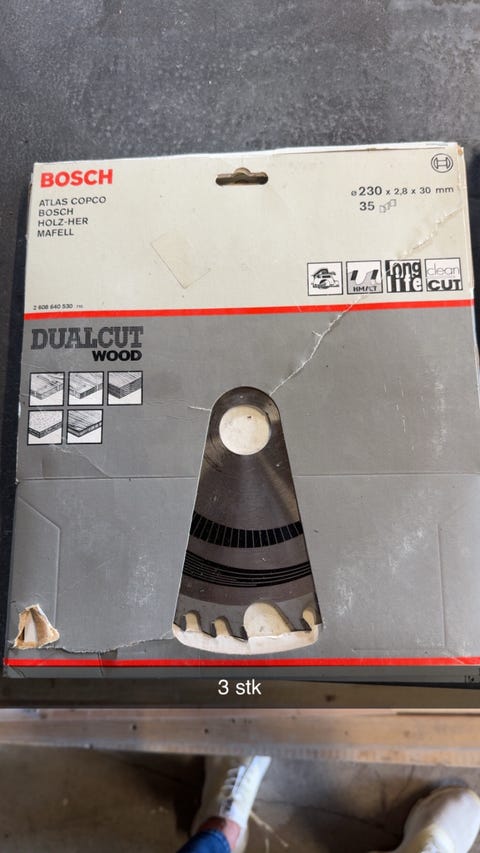 BOSCH
ATLAS COPCO
BOSCH
HOLZ-HER
MAFELL
ø 230 x 2,8 x 30 mm
35
HM/ACT
long life
clean CUT
2 608 640 530
DUALCUT
WOOD
3 stk